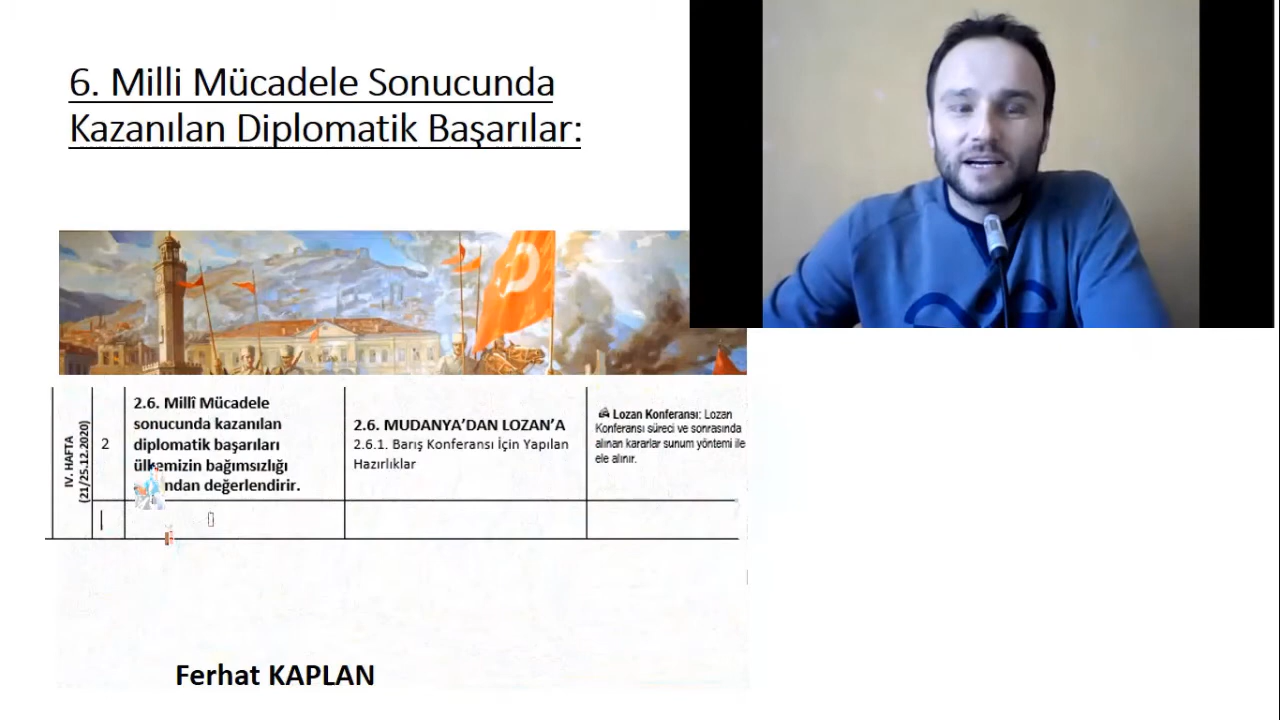 6. Milli Mücadele Sonucunda
Kazanılan Diplomatik Başarılar:
IV. HAFTA
(21/25.12.2020)
2
2.6. Millî Mücadele
sonucunda kazanılan
diplomatik başarıları
ülkemizin bağımsızlığı
ndan değerlendirir.
2.6. MUDANYA’DAN LOZAN’A
2.6.1. Barış Konferansı İçin Yapılan
Hazırlıklar
Lozan Konferansı: Lozan
Konferansı süreci ve sonrasında
alınan kararlar sunum yöntemi ile
ele alınır.
Ferhat KAPLAN